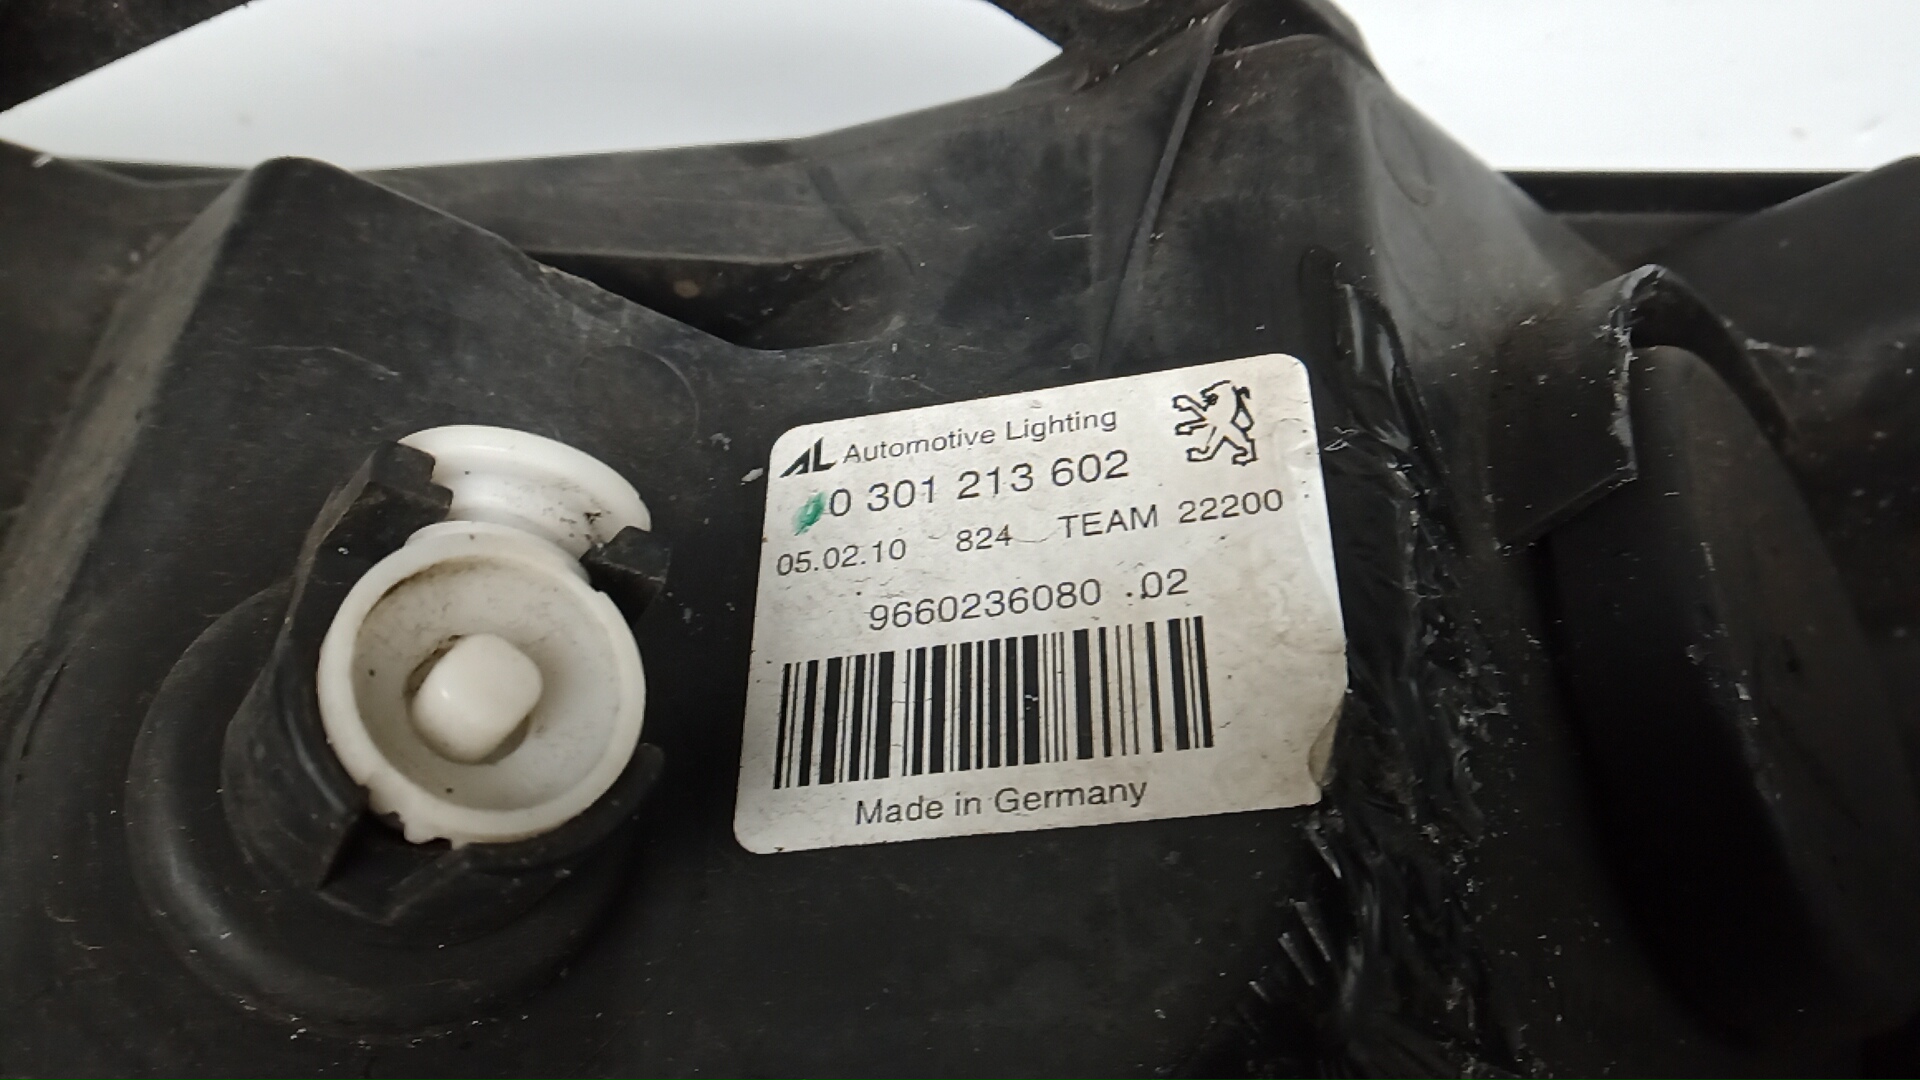 AL Automotive Lighting
0 301 213 602
05.02.10 824 TEAM 22200
9660236080 .02
Made in Germany